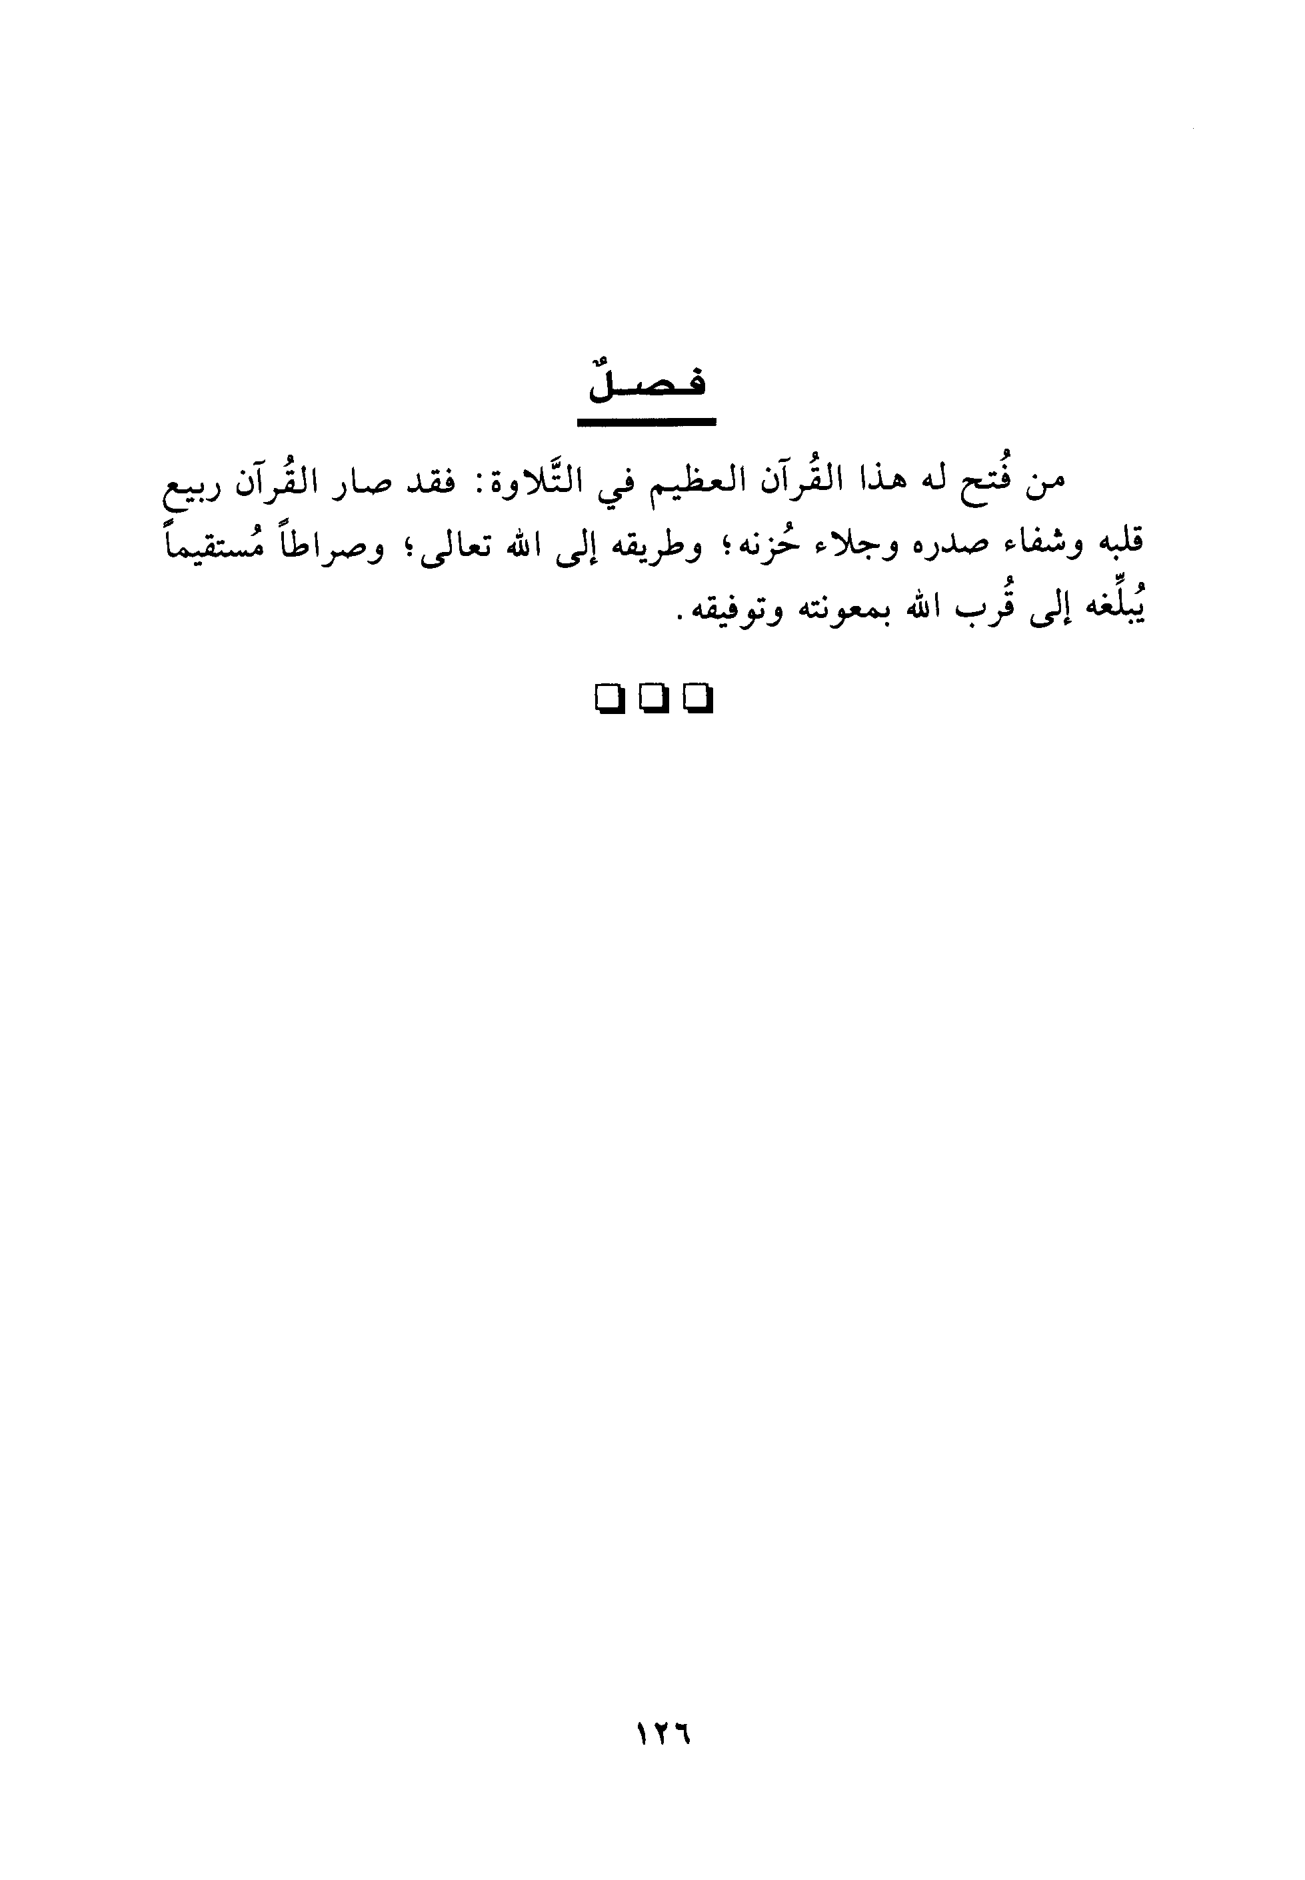 فـصـلٌ
من فُتح له هذا القُرآن العظيم في التَّلاوة: فقد صار القُرآن ربيع
قلبه وشفاء صدره وجلاء حُزنه؛ وطريقه إلى الله تعالى؛ وصراطاً مُستقيماً
يُبلِّغه إلى قُرب الله بمعونته وتوفيقه.
١٢٦